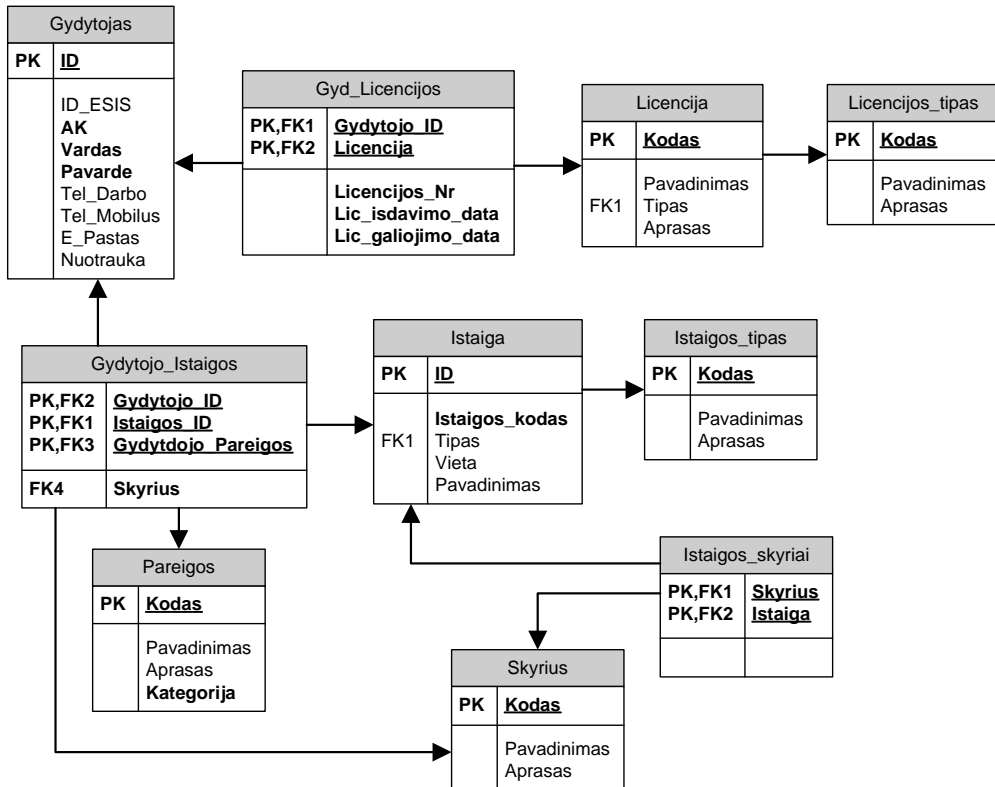 Gydytojas
PK ID
ID_ESIS
AK
Vardas
Pavarde
Tel_Darbo
Tel_Mobilus
E_Pastas
Nuotrauka
Gyd_Licencijos
PK,FK1 Gydytojo_ID
PK,FK2 Licencija
Licencijos_Nr
Lic_isdavimo_data
Lic_galiojimo_data
Licencija
PK Kodas
Pavadinimas
FK1 Tipas
Aprasas
Licencijos_tipas
PK Kodas
Pavadinimas
Aprasas
Gydytojo_Istaigos
PK,FK2 Gydytojo_ID
PK,FK1 Istaigos_ID
PK,FK3 Gydytdojo_Pareigos
FK4 Skyrius
Istaiga
PK ID
Istaigos_kodas
FK1 Tipas
Vieta
Pavadinimas
Istaigos_tipas
PK Kodas
Pavadinimas
Aprasas
Pareigos
PK Kodas
Pavadinimas
Aprasas
Kategorija
Istaigos_skyriai
PK,FK1 Skyrius
PK,FK2 Istaiga
Skyrius
PK Kodas
Pavadinimas
Aprasas